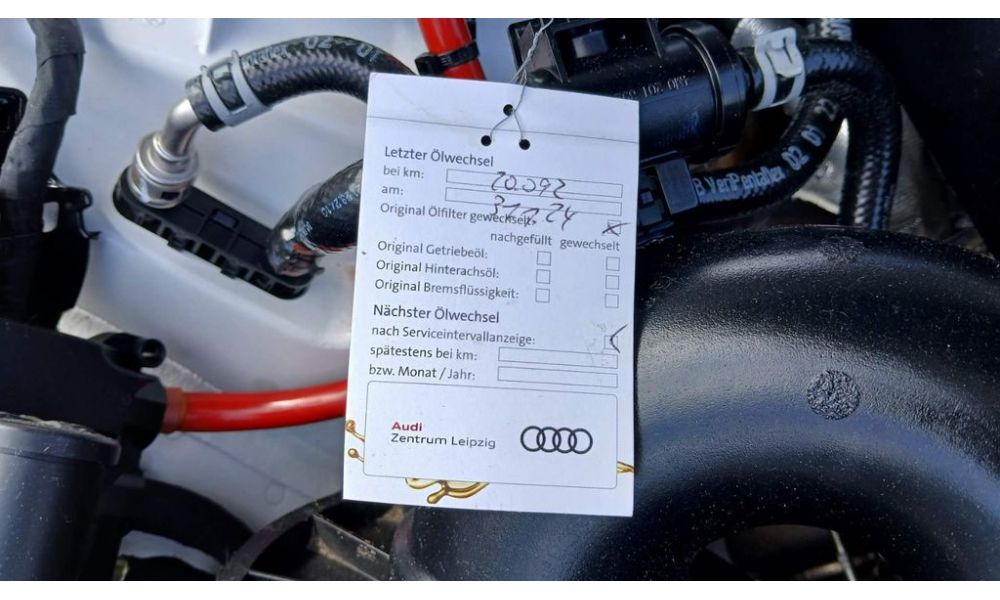 Letzter Ölwechsel
bei km: 20.092
am:
Original Ölfilter gewechselt:
nachgefüllt gewechselt
Original Getriebeöl:
Original Hinterachsöl:
Original Bremsflüssigkeit:
Nächster Ölwechsel
nach Serviceintervallanzeige:
spätestens bei km:
bzw. Monat / Jahr:
Audi
Zentrum Leipzig